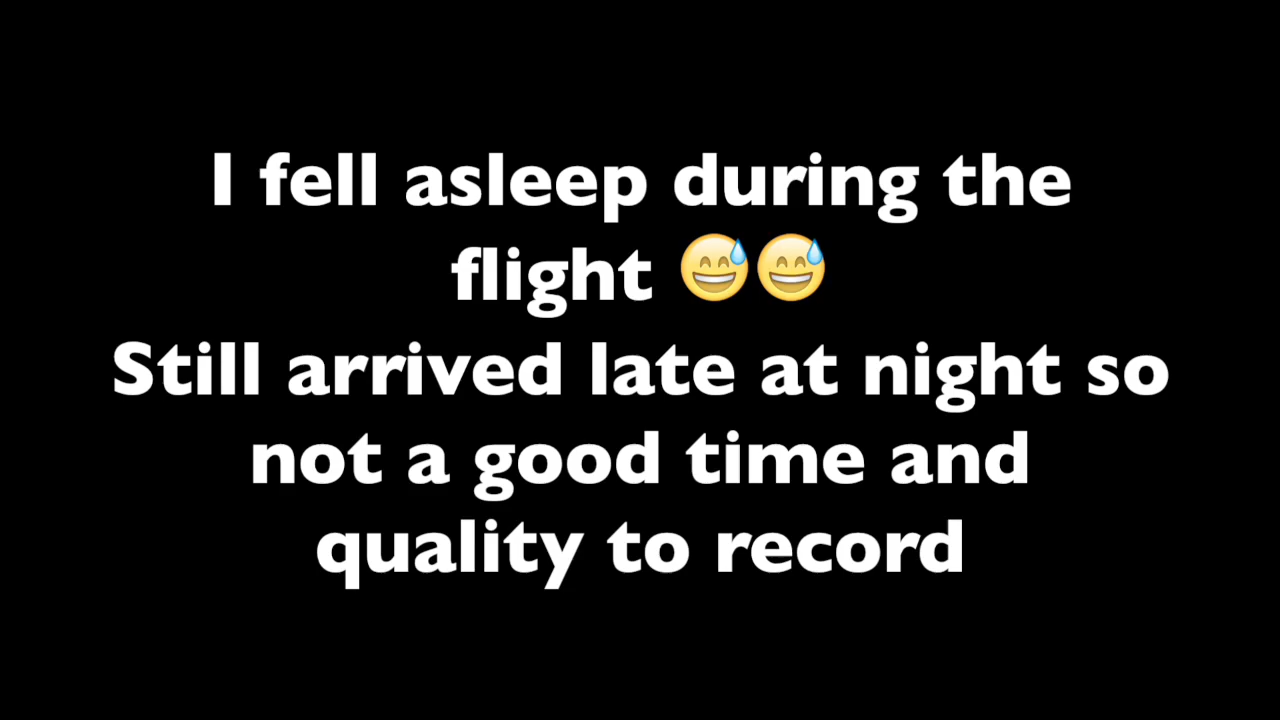 I fell asleep during the
flight 😅😅
Still arrived late at night so
not a good time and
quality to record